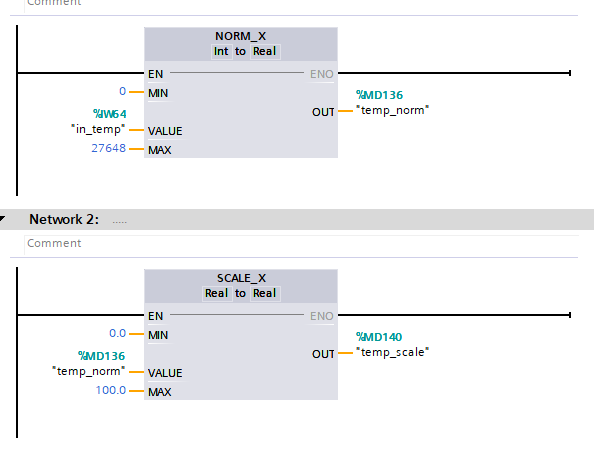 Comment
NORM_X
Int to Real
EN ENO
0 MIN
%MD136
OUT "temp_norm"
%IW64
"in_temp" VALUE
27648 MAX
Network 2: .....
Comment
SCALE_X
Real to Real
EN ENO
0.0 MIN
%MD140
OUT "temp_scale"
%MD136
"temp_norm" VALUE
100.0 MAX